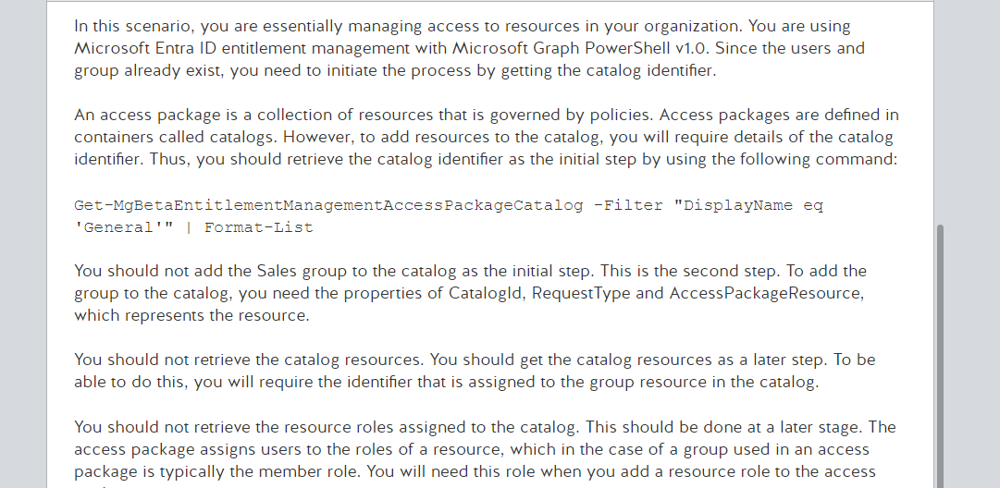 In this scenario, you are essentially managing access to resources in your organization. You are using
Microsoft Entra ID entitlement management with Microsoft Graph PowerShell v1.0. Since the users and
group already exist, you need to initiate the process by getting the catalog identifier.
An access package is a collection of resources that is governed by policies. Access packages are defined in
containers called catalogs. However, to add resources to the catalog, you will require details of the catalog
identifier. Thus, you should retrieve the catalog identifier as the initial step by using the following command:
Get-MgBetaEntitlementManagementAccessPackageCatalog -Filter "DisplayName eq
'General'" | Format-List
You should not add the Sales group to the catalog as the initial step. This is the second step. To add the
group to the catalog, you need the properties of CatalogId, RequestType and AccessPackageResource,
which represents the resource.
You should not retrieve the catalog resources. You should get the catalog resources as a later step. To be
able to do this, you will require the identifier that is assigned to the group resource in the catalog.
You should not retrieve the resource roles assigned to the catalog. This should be done at a later stage. The
access package assigns users to the roles of a resource, which in the case of a group used in an access
package is typically the member role. You will need this role when you add a resource role to the access